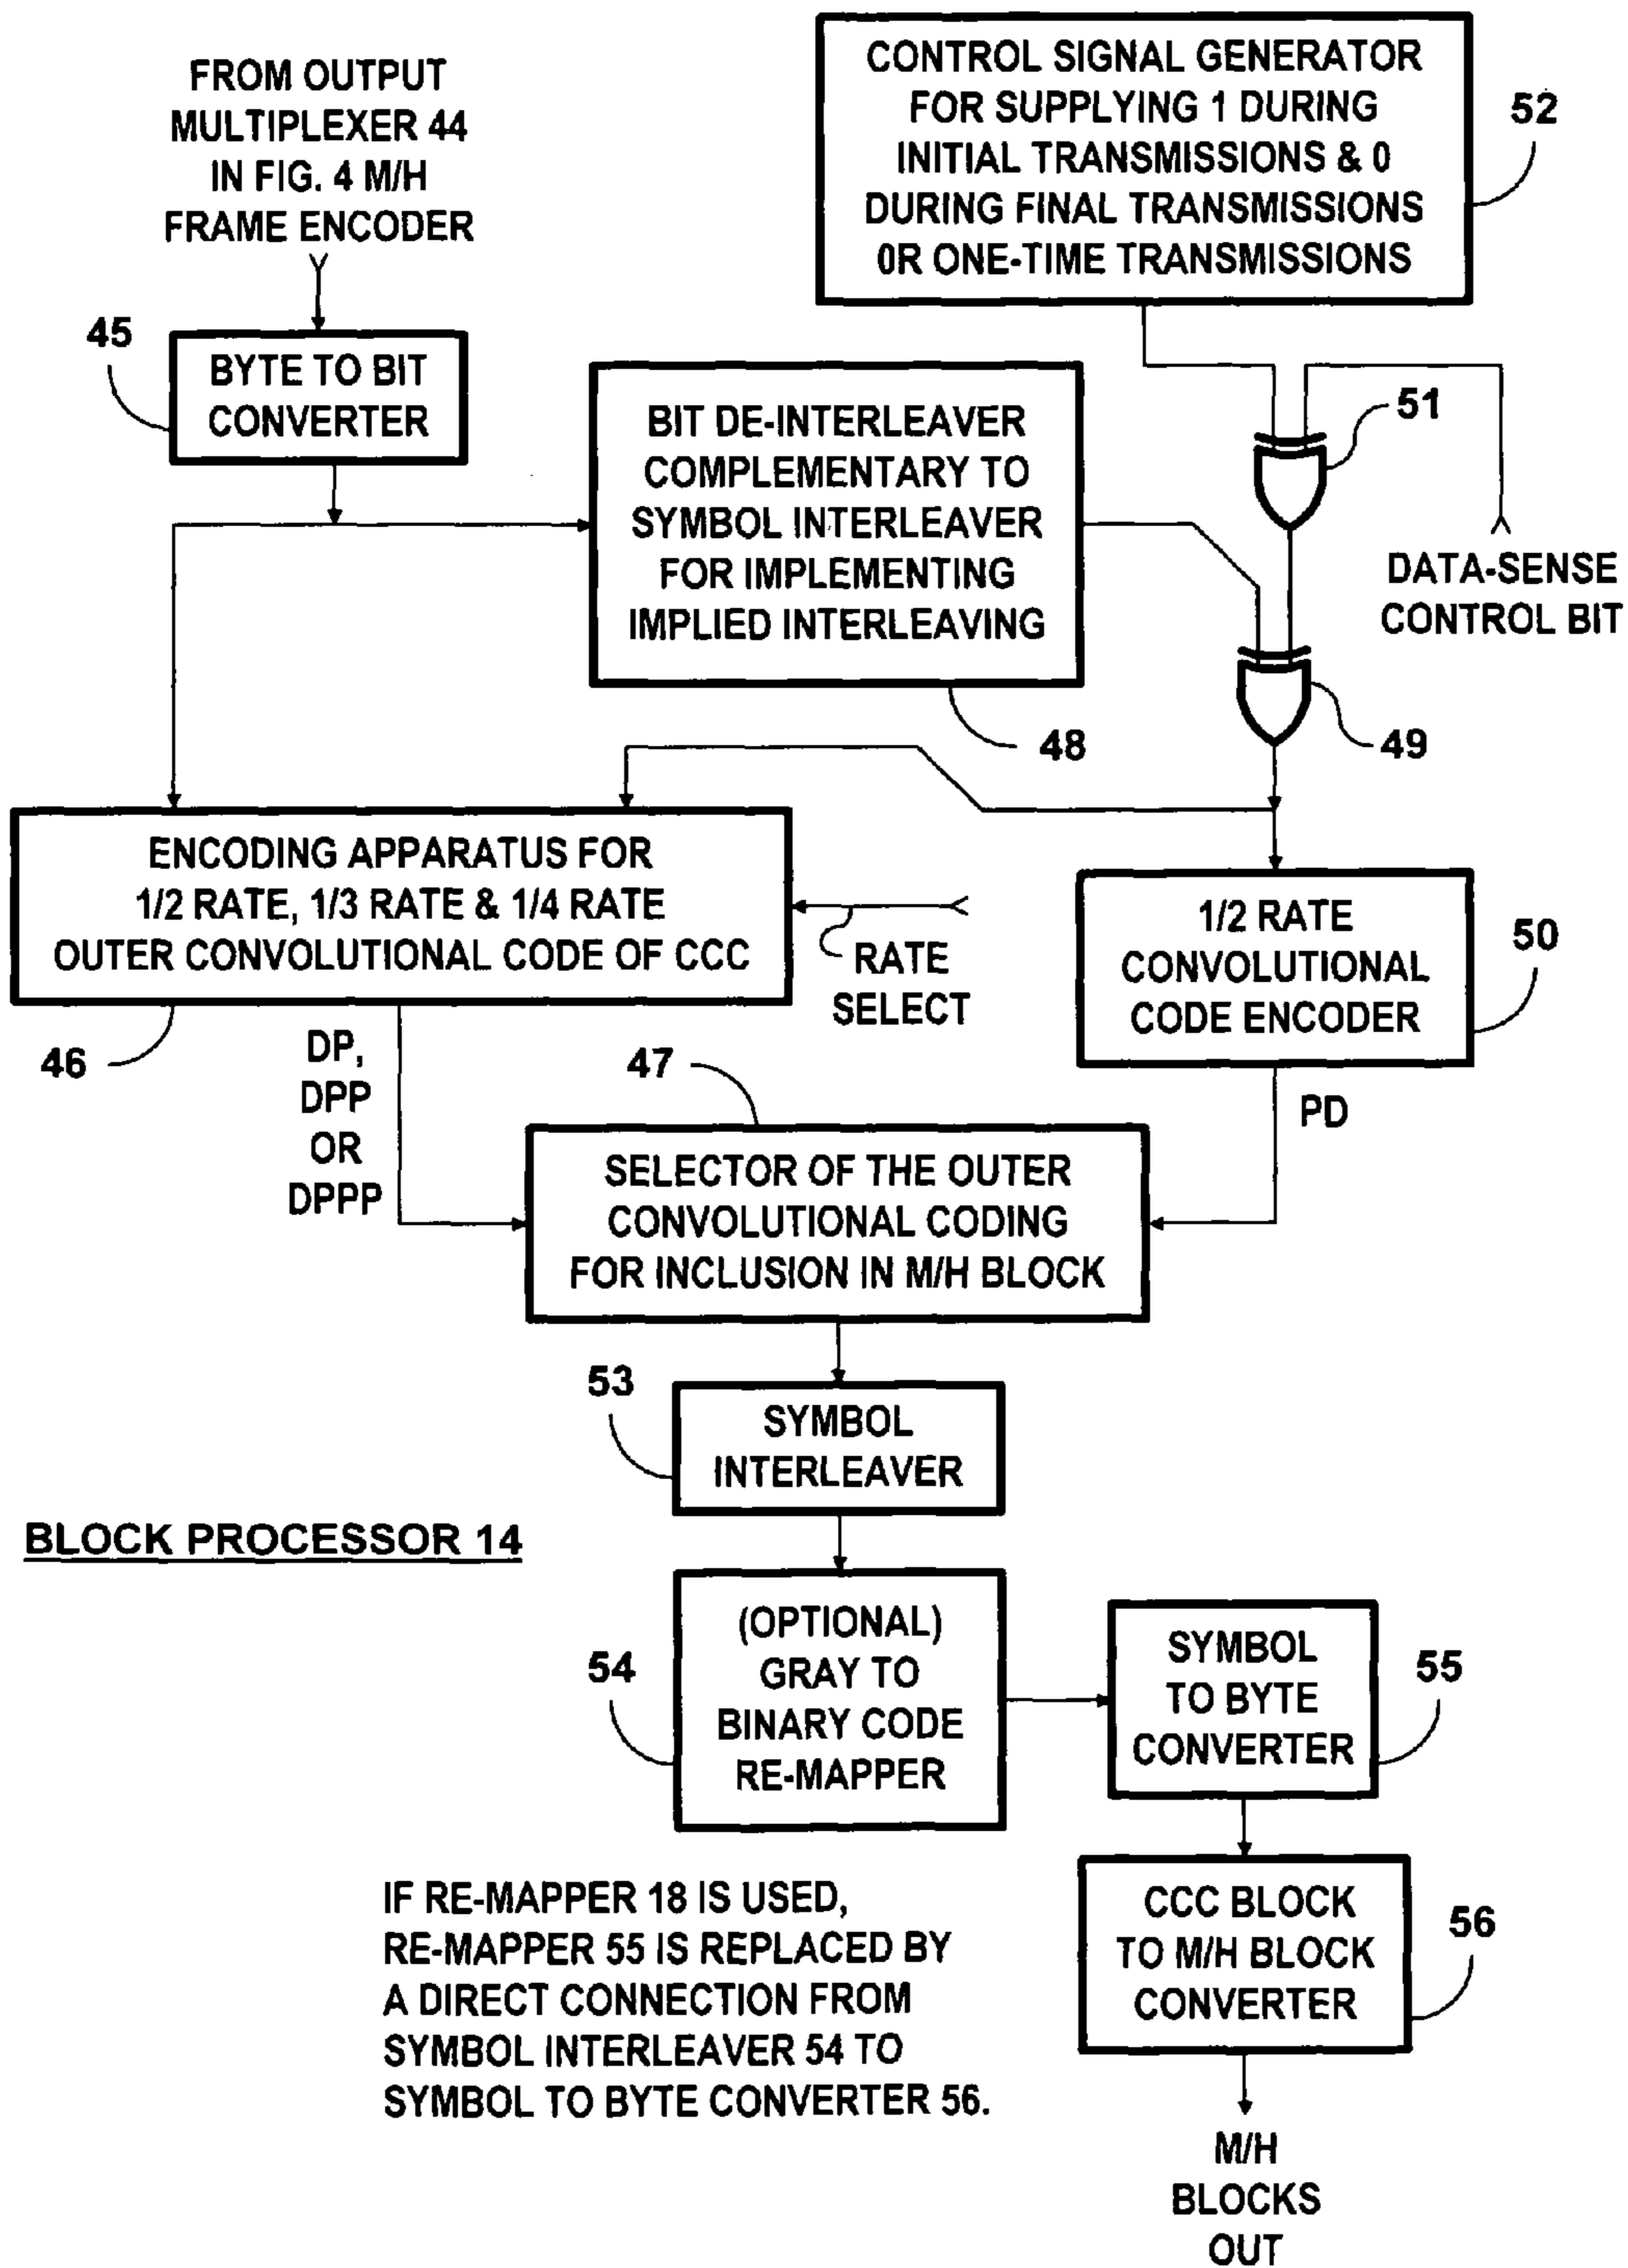 FROM OUTPUT
MULTIPLEXER 44
IN FIG. 4 M/H
FRAME ENCODER
CONTROL SIGNAL GENERATOR
FOR SUPPLYING 1 DURING
INITIAL TRANSMISSIONS & 0
DURING FINAL TRANSMISSIONS
0R ONE-TIME TRANSMISSIONS
52
45
BYTE TO BIT
CONVERTER
BIT DE-INTERLEAVER
COMPLEMENTARY TO
SYMBOL INTERLEAVER
FOR IMPLEMENTING
IMPLIED INTERLEAVING
48
51
DATA-SENSE
CONTROL BIT
49
ENCODING APPARATUS FOR
1/2 RATE, 1/3 RATE & 1/4 RATE
OUTER CONVOLUTIONAL CODE OF CCC
46
RATE
SELECT
1/2 RATE
CONVOLUTIONAL
CODE ENCODER
50
DP,
DPP
OR
DPPP
47
PD
SELECTOR OF THE OUTER
CONVOLUTIONAL CODING
FOR INCLUSION IN M/H BLOCK
53
SYMBOL
INTERLEAVER
BLOCK PROCESSOR 14
54
(OPTIONAL)
GRAY TO
BINARY CODE
RE-MAPPER
SYMBOL
TO BYTE
CONVERTER
55
IF RE-MAPPER 18 IS USED,
RE-MAPPER 55 IS REPLACED BY
A DIRECT CONNECTION FROM
SYMBOL INTERLEAVER 54 TO
SYMBOL TO BYTE CONVERTER 56.
CCC BLOCK
TO M/H BLOCK
CONVERTER
56
M/H
BLOCKS
OUT